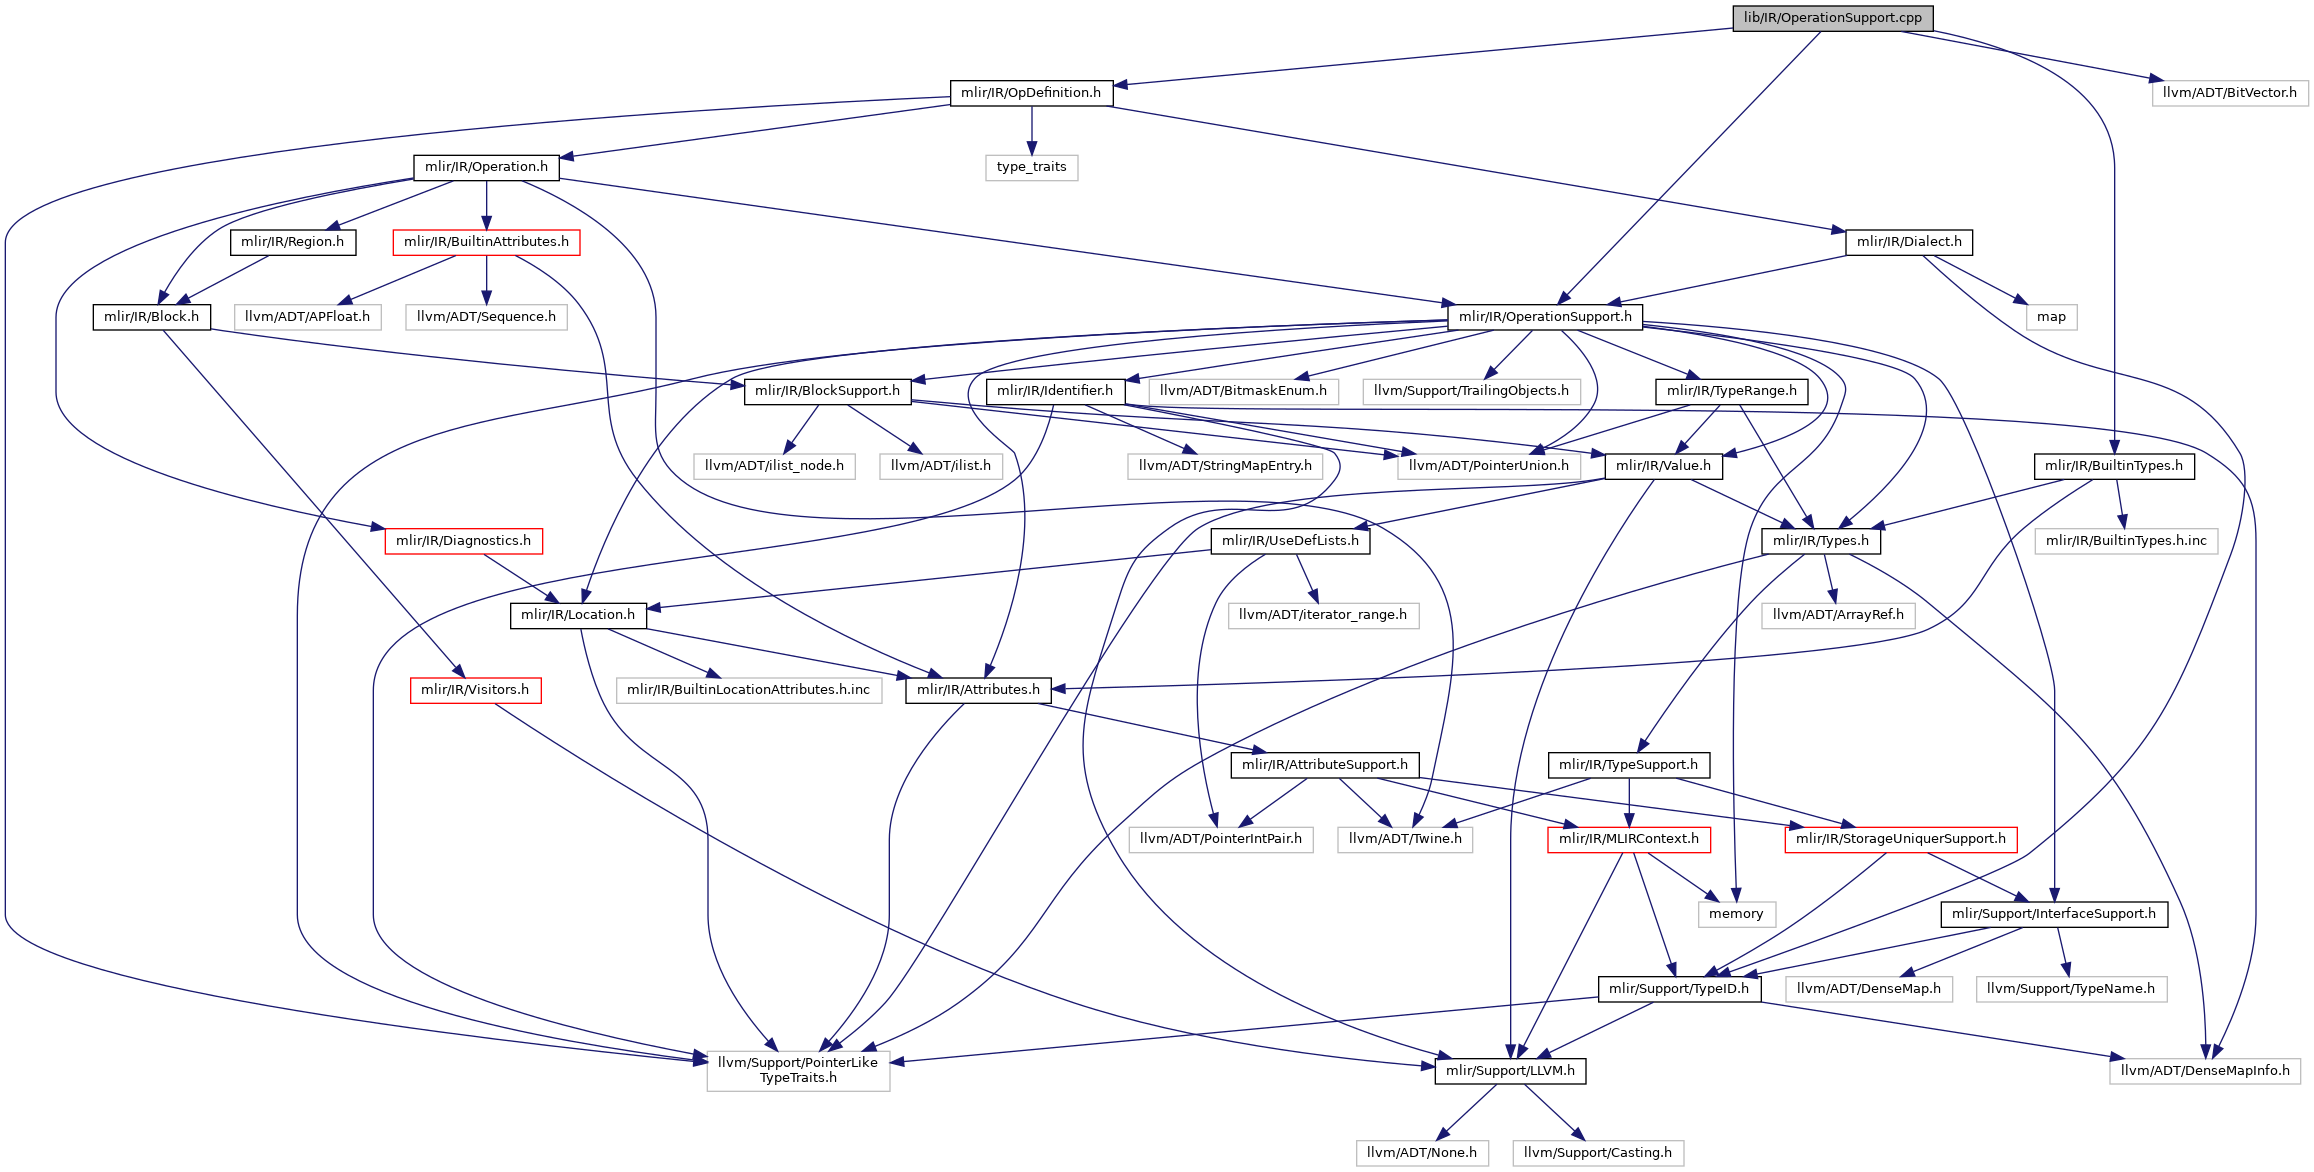 lib/IR/OperationSupport.cpp
mlir/IR/OpDefinition.h
llvm/ADT/BitVector.h
mlir/IR/Operation.h
type_traits
mlir/IR/Region.h
mlir/IR/BuiltinAttributes.h
mlir/IR/Dialect.h
mlir/IR/Block.h
llvm/ADT/APFloat.h
llvm/ADT/Sequence.h
mlir/IR/OperationSupport.h
map
mlir/IR/BlockSupport.h
mlir/IR/Identifier.h
llvm/ADT/BitmaskEnum.h
llvm/Support/TrailingObjects.h
mlir/IR/TypeRange.h
llvm/ADT/ilist_node.h
llvm/ADT/ilist.h
llvm/ADT/StringMapEntry.h
llvm/ADT/PointerUnion.h
mlir/IR/Value.h
mlir/IR/BuiltinTypes.h
mlir/IR/Diagnostics.h
mlir/IR/UseDefLists.h
mlir/IR/Types.h
mlir/IR/BuiltinTypes.h.inc
mlir/IR/Location.h
llvm/ADT/iterator_range.h
llvm/ADT/ArrayRef.h
mlir/IR/Visitors.h
mlir/IR/BuiltinLocationAttributes.h.inc
mlir/IR/Attributes.h
mlir/IR/AttributeSupport.h
mlir/IR/TypeSupport.h
llvm/ADT/PointerIntPair.h
llvm/ADT/Twine.h
mlir/IR/MLIRContext.h
mlir/IR/StorageUniquerSupport.h
memory
mlir/Support/InterfaceSupport.h
mlir/Support/TypeID.h
llvm/ADT/DenseMap.h
llvm/Support/TypeName.h
llvm/Support/PointerLike
TypeTraits.h
mlir/Support/LLVM.h
llvm/ADT/DenseMapInfo.h
llvm/ADT/None.h
llvm/Support/Casting.h